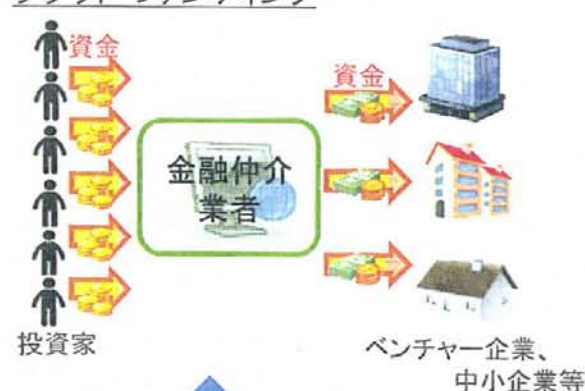 資金
資金
金融仲介
業者
投資家
ベンチャー企業、
中小企業等